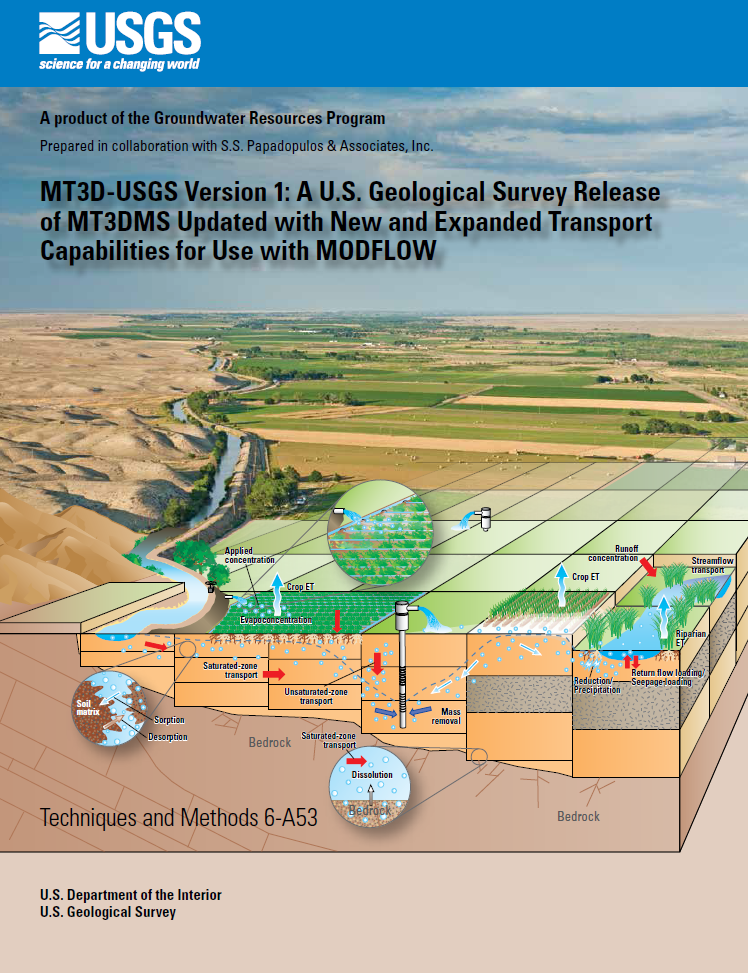 USGS
science for a changing world
A product of the Groundwater Resources Program
Prepared in collaboration with S.S. Papadopulos & Associates, Inc.
MT3D-USGS Version 1: A U.S. Geological Survey Release
of MT3DMS Updated with New and Expanded Transport
Capabilities for Use with MODFLOW
Applied
concentration
Crop ET
Evapoconcentration
Runoff
concentration
Crop ET
Streamflow
transport
Riparian
ET
Return flow loading/
Seepage loading
Reduction/
Precipitation
Saturated-zone
transport
Unsaturated-zone
transport
Mass
removal
Soil
matrix
Sorption
Desorption
Bedrock
Saturated-zone
transport
Dissolution
Bedrock
Bedrock
Techniques and Methods 6-A53
U.S. Department of the Interior
U.S. Geological Survey